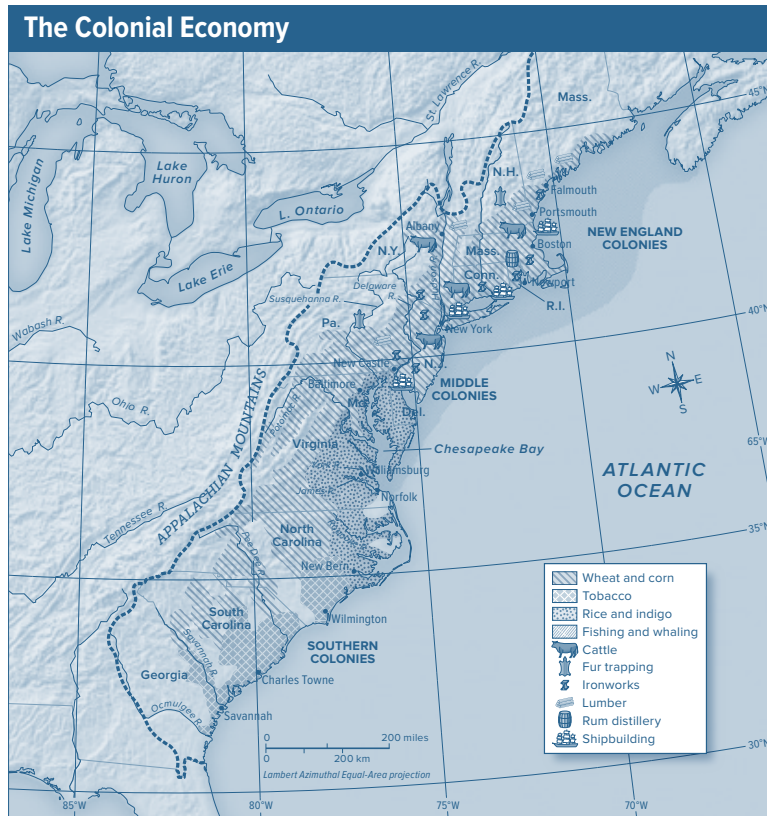 The Colonial Economy
St. Lawrence R.
Mass.
45°N
Lake Michigan
Lake
Huron
L. Ontario
Lake Erie
N.H.
Falmouth
Portsmouth
Albany
N.Y.
Mass.
Boston
NEW ENGLAND
COLONIES
Conn.
Newport
R.I.
Hudson R.
Delaware
R.
Susquehanna R.
Pa.
New York
40°N
Wabash R.
New Castle
N.J.
Baltimore
MIDDLE
COLONIES
Md.
Del.
N
W
E
S
Ohio R.
Potomac R.
APPALACHIAN MOUNTAINS
Virginia
Chesapeake Bay
65°W
York R.
Williamsburg
ATLANTIC
OCEAN
James R.
Norfolk
Tennessee R.
North
Carolina
35°N
Pee Dee R.
New Bern
South
Carolina
Wilmington
SOUTHERN
COLONIES
Savannah R.
Georgia
Charles Towne
Ocmulgee R.
Savannah
0
200 miles
0
200 km
Lambert Azimuthal Equal-Area projection
Wheat and corn
Tobacco
Rice and indigo
Fishing and whaling
Cattle
Fur trapping
Ironworks
Lumber
Rum distillery
Shipbuilding
30°N
85°W
80°W
75°W
70°W